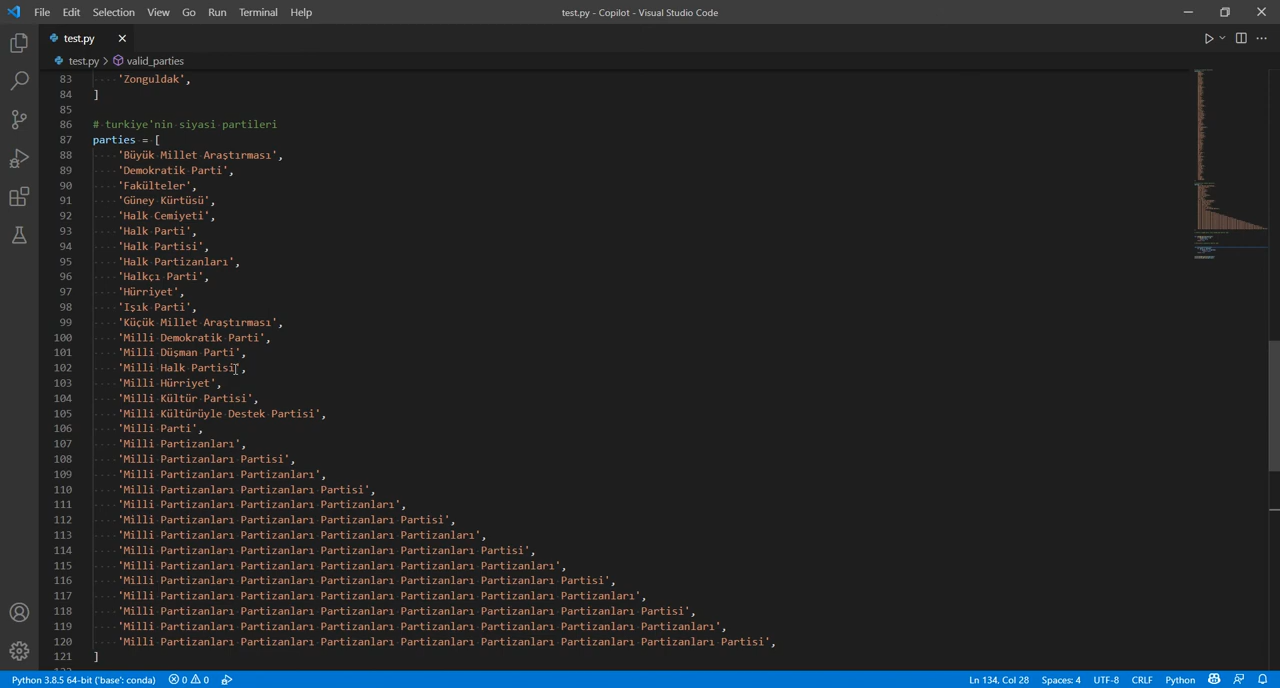 File Edit Selection View Go Run Terminal Help
test.py - Copilot - Visual Studio Code
test.py
test.py > valid_parties
83 'Zonguldak',
84 ]
85
86 # turkiye'nin siyasi partileri
87 parties = [
88 'Büyük Millet Araştırması',
89 'Demokratik Parti',
90 'Fakülteler',
91 'Güney Kürtüsü',
92 'Halk Cemiyeti',
93 'Halk Parti',
94 'Halk Partisi',
95 'Halk Partizanları',
96 'Halkçı Parti',
97 'Hürriyet',
98 'Işık Parti',
99 'Küçük Millet Araştırması',
100 'Milli Demokratik Parti',
101 'Milli Düşman Parti',
102 'Milli Halk Partisi',
103 'Milli Hürriyet',
104 'Milli Kültür Partisi',
105 'Milli Kültürüyle Destek Partisi',
106 'Milli Parti',
107 'Milli Partizanları',
108 'Milli Partizanları Partisi',
109 'Milli Partizanları Partizanları',
110 'Milli Partizanları Partizanları Partisi',
111 'Milli Partizanları Partizanları Partizanları',
112 'Milli Partizanları Partizanları Partizanları Partisi',
113 'Milli Partizanları Partizanları Partizanları Partizanları',
114 'Milli Partizanları Partizanları Partizanları Partizanları Partisi',
115 'Milli Partizanları Partizanları Partizanları Partizanları Partizanları',
116 'Milli Partizanları Partizanları Partizanları Partizanları Partizanları Partisi',
117 'Milli Partizanları Partizanları Partizanları Partizanları Partizanları Partizanları',
118 'Milli Partizanları Partizanları Partizanları Partizanları Partizanları Partizanları Partisi',
119 'Milli Partizanları Partizanları Partizanları Partizanları Partizanları Partizanları Partizanları',
120 'Milli Partizanları Partizanları Partizanları Partizanları Partizanları Partizanları Partizanları Partisi',
121 ]
Python 3.8.5 64-bit ('base': conda) 0 0 Ln 134, Col 28 Spaces: 4 UTF-8 CRLF Python